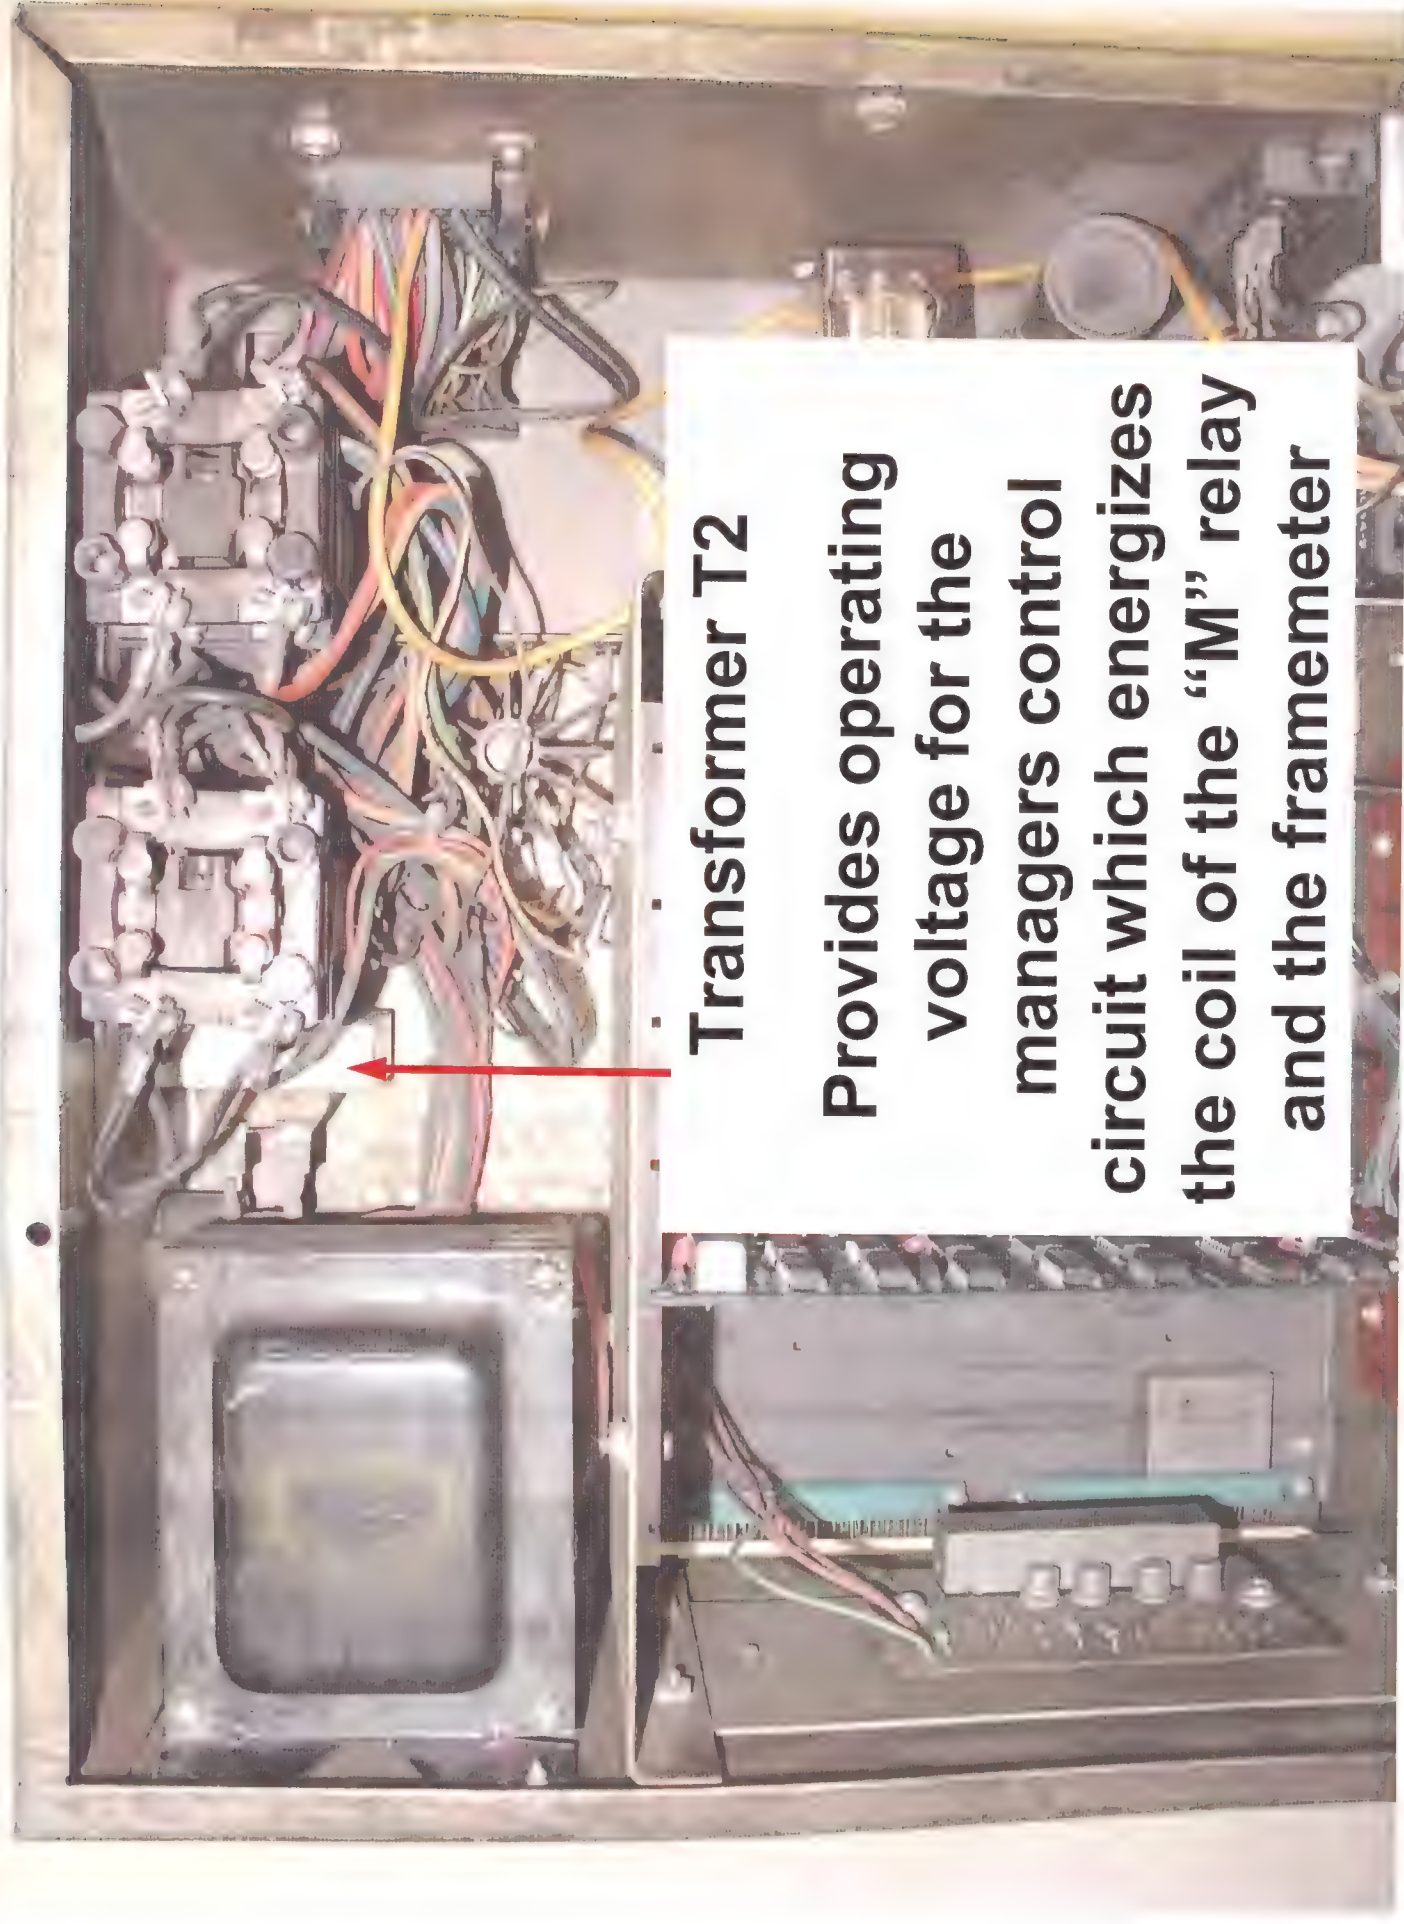 Transformer T2
Provides operating
voltage for the
managers control
circuit which energizes
the coil of the “M” relay
and the framemeter